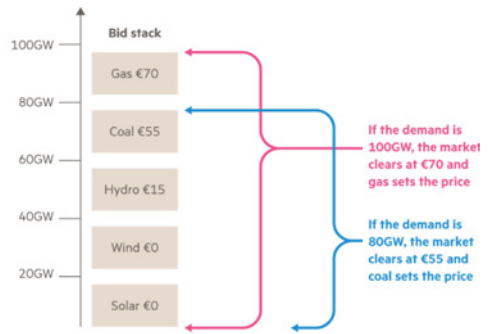 Bid stack
100GW
Gas €70
80GW
Coal €55
60GW
Hydro €15
40GW
Wind €0
20GW
Solar €0
If the demand is
100GW, the market
clears at €70 and
gas sets the price
If the demand is
80GW, the market
clears at €55 and
coal sets the price